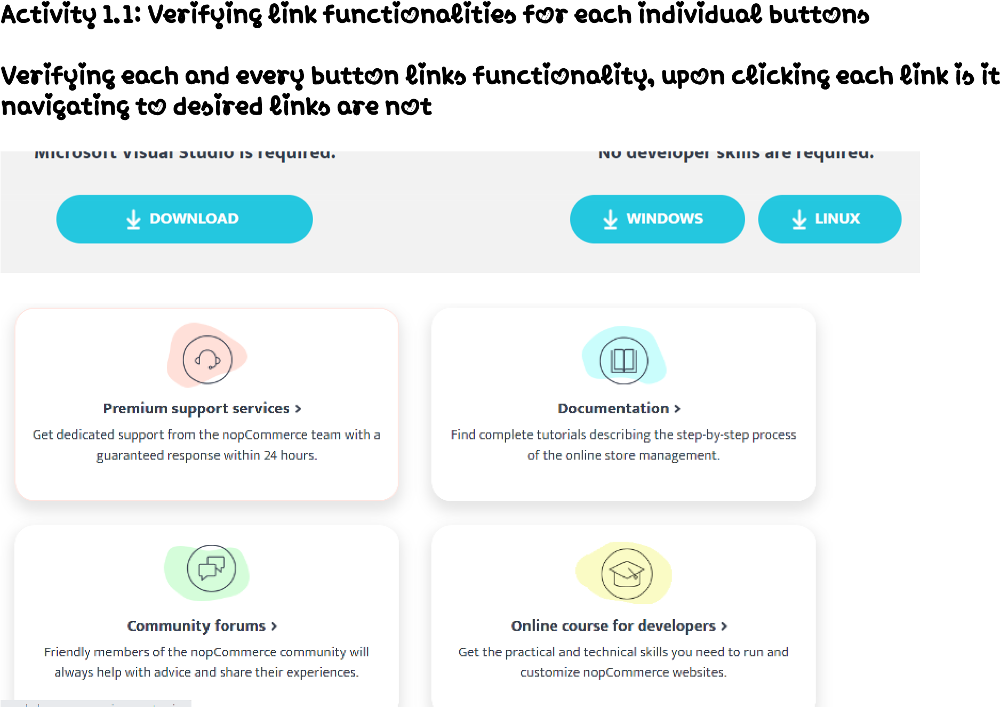 Activity 1.1: Verifying link functionalities for each individual buttons
Verifying each and every button links functionality, upon clicking each link is it
navigating to desired links are not
Microsoft Visual Studio is required.
No developer skills are required.
DOWNLOAD
WINDOWS
LINUX
Premium support services >
Get dedicated support from the nopCommerce team with a
guaranteed response within 24 hours.
Documentation >
Find complete tutorials describing the step-by-step process
of the online store management.
Community forums >
Friendly members of the nopCommerce community will
always help with advice and share their experiences.
Online course for developers >
Get the practical and technical skills you need to run and
customize nopCommerce websites.